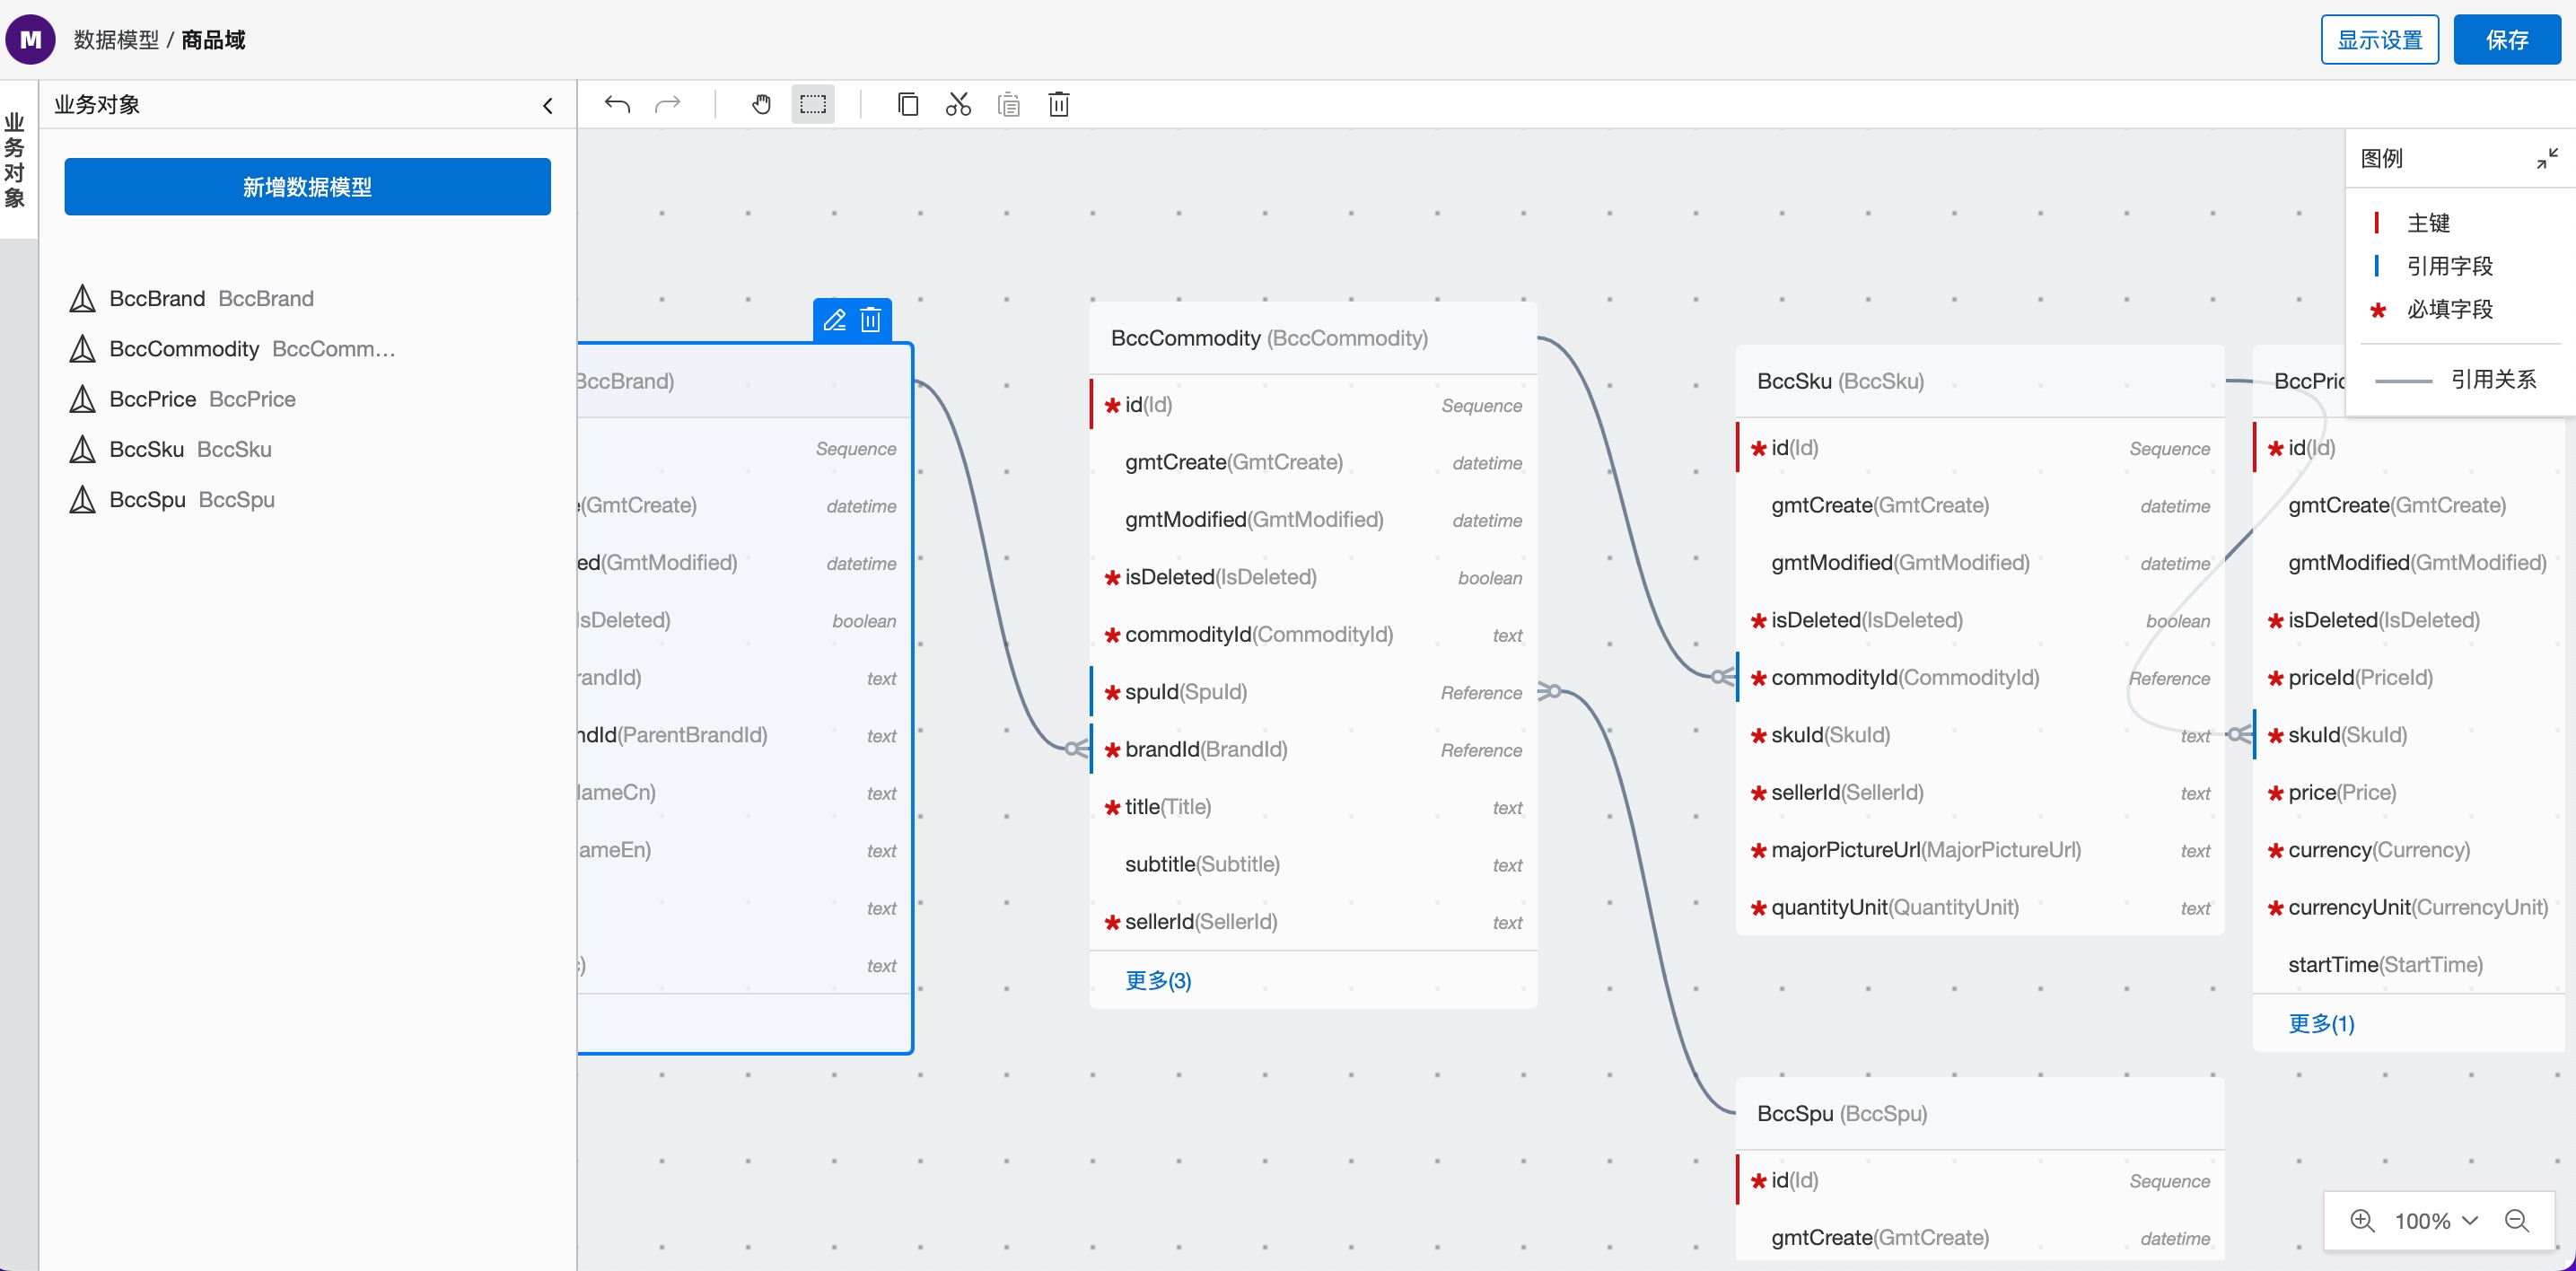 M 数据模型 / 商品域
显示设置 保存
业务对象
业务对象
新增数据模型
BccBrand BccBrand
BccCommodity BccComm...
BccPrice BccPrice
BccSku BccSku
BccSpu BccSpu
BccBrand)
Sequence
(GmtCreate) datetime
ed(GmtModified) datetime
IsDeleted) boolean
randId) text
ndId(ParentBrandId) text
ameCn) text
ameEn) text
text
) text
BccCommodity (BccCommodity)
*id(Id) Sequence
gmtCreate(GmtCreate) datetime
gmtModified(GmtModified) datetime
*isDeleted(IsDeleted) boolean
*commodityId(CommodityId) text
*spuId(SpuId) Reference
*brandId(BrandId) Reference
*title(Title) text
subtitle(Subtitle) text
*sellerId(SellerId) text
更多(3)
BccSku (BccSku)
*id(Id) Sequence
gmtCreate(GmtCreate) datetime
gmtModified(GmtModified) datetime
*isDeleted(IsDeleted) boolean
*commodityId(CommodityId) Reference
*skuId(SkuId) text
*sellerId(SellerId) text
*majorPictureUrl(MajorPictureUrl) text
*quantityUnit(QuantityUnit) text
BccSpu (BccSpu)
*id(Id) Sequence
gmtCreate(GmtCreate) datetime
BccPric
*id(Id)
gmtCreate(GmtCreate)
gmtModified(GmtModified)
*isDeleted(IsDeleted)
*priceId(PriceId)
*skuId(SkuId)
*price(Price)
*currency(Currency)
*currencyUnit(CurrencyUnit)
startTime(StartTime)
更多(1)
图例
主键
引用字段
* 必填字段
引用关系
100%